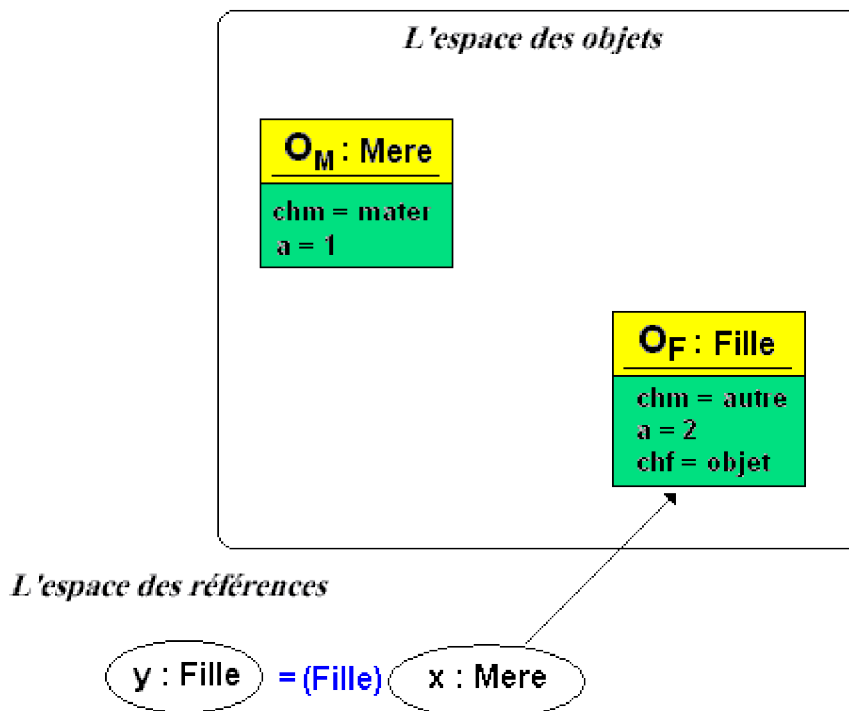 L'espace des objets
OM : Mere
chm = mater
a = 1
OF : Fille
chm = autre
a = 2
chf = objet
L'espace des références
y : Fille = (Fille) x : Mere